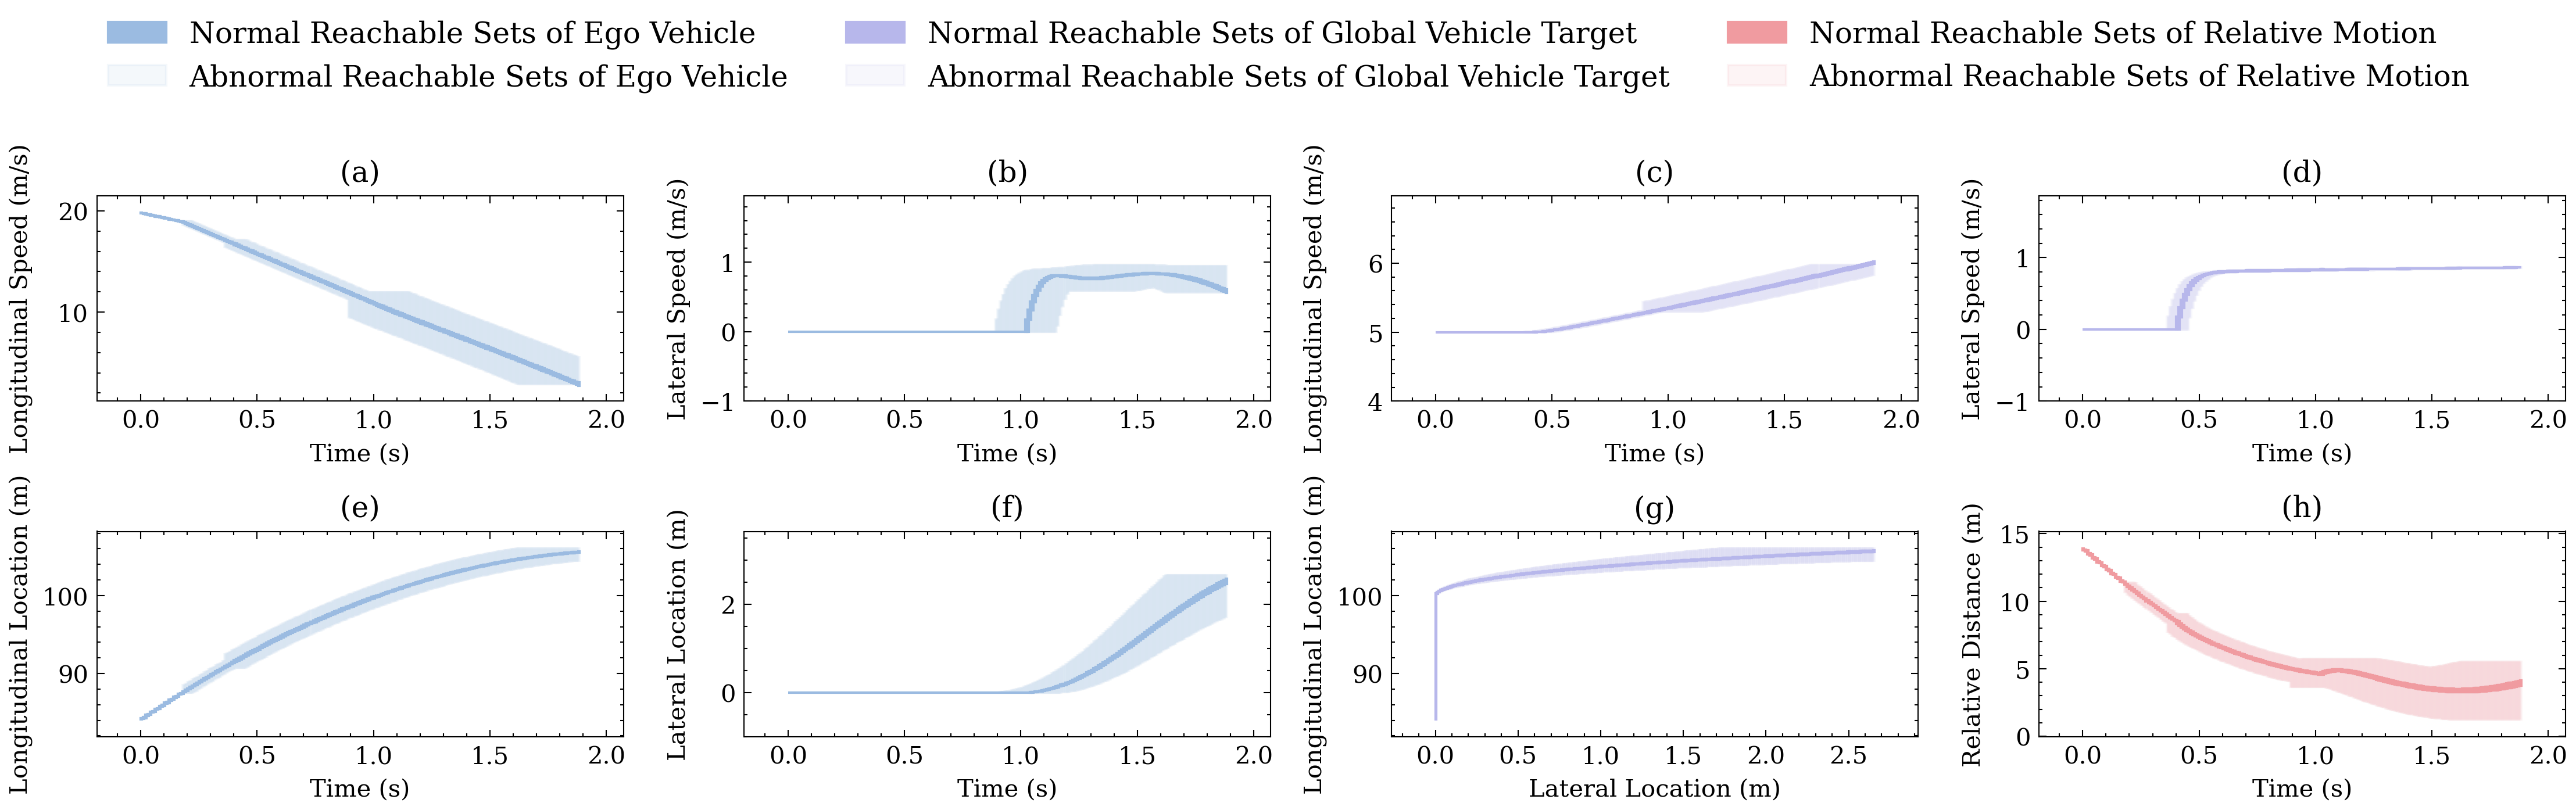 Normal Reachable Sets of Ego Vehicle
Normal Reachable Sets of Global Vehicle Target
Normal Reachable Sets of Relative Motion
Abnormal Reachable Sets of Ego Vehicle
Abnormal Reachable Sets of Global Vehicle Target
Abnormal Reachable Sets of Relative Motion
(a)
Longitudinal Speed (m/s)
20
10
0.0 0.5 1.0 1.5 2.0
Time (s)
(b)
Lateral Speed (m/s)
1
0
−1
0.0 0.5 1.0 1.5 2.0
Time (s)
(c)
Longitudinal Speed (m/s)
6
5
4
0.0 0.5 1.0 1.5 2.0
Time (s)
(d)
Lateral Speed (m/s)
1
0
−1
0.0 0.5 1.0 1.5 2.0
Time (s)
(e)
Longitudinal Location (m)
100
90
0.0 0.5 1.0 1.5 2.0
Time (s)
(f)
Lateral Location (m)
2
0
0.0 0.5 1.0 1.5 2.0
Time (s)
(g)
Longitudinal Location (m)
100
90
0.0 0.5 1.0 1.5 2.0 2.5
Lateral Location (m)
(h)
Relative Distance (m)
15
10
5
0
0.0 0.5 1.0 1.5 2.0
Time (s)